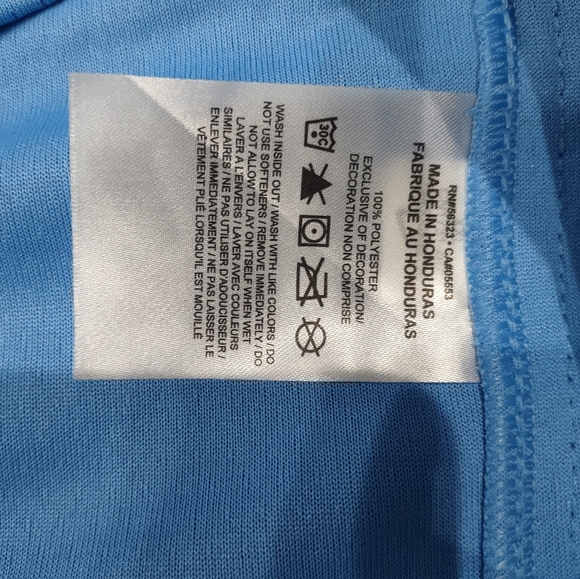 RN#56323 • CA#05553
MADE IN HONDURAS
FABRIQUE AU HONDURAS
100% POLYESTER
EXCLUSIVE OF DECORATION/
DECORATION NON COMPRISE
30C
WASH INSIDE OUT / WASH WITH LIKE COLORS / DO
NOT USE SOFTENERS / REMOVE IMMEDIATELY / DO
NOT ALLOW TO LAY ON ITSELF WHEN WET
LAVER À L'ENVERS / LAVER AVEC COULEURS
SIMILAIRES / NE PAS UTILISER D'ADOUCISSEUR /
ENLEVER IMMÉDIATEMENT / NE PAS LAISSER LE
VÊTEMENT PLIÉ LORSQU'IL EST MOUILLÉ